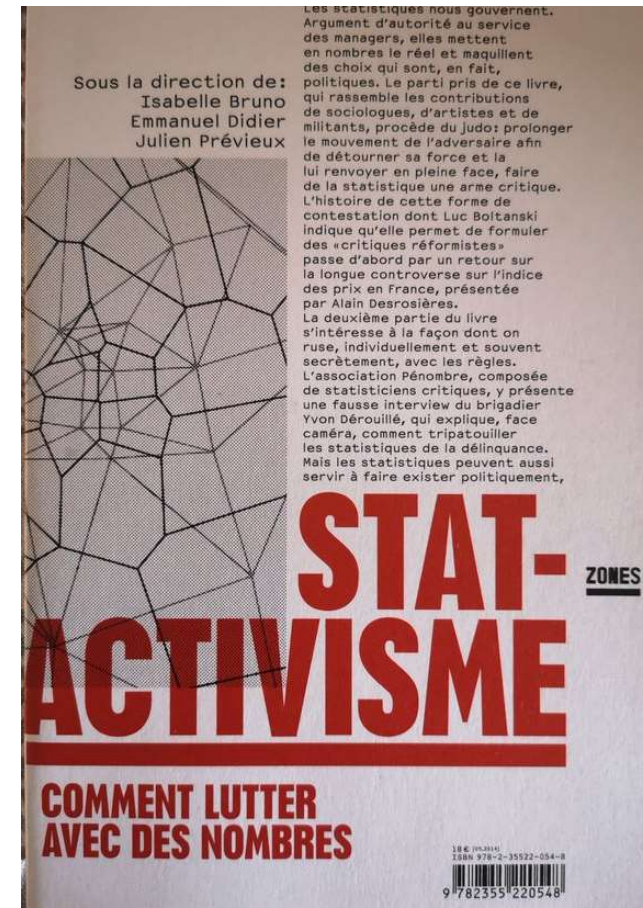 Les statistiques nous gouvernent.
Argument d'autorité au service
des managers, elles mettent
en nombres le réel et maquillent
des choix qui sont, en fait,
politiques. Le parti pris de ce livre,
qui rassemble les contributions
de sociologues, d'artistes et de
militants, procède du judo: prolonger
le mouvement de l'adversaire afin
de détourner sa force et la
lui renvoyer en pleine face, faire
de la statistique une arme critique.
L'histoire de cette forme de
contestation dont Luc Boltanski
indique qu'elle permet de formuler
des «critiques réformistes»
passe d'abord par un retour sur
la longue controverse sur l'indice
des prix en France, présentée
par Alain Desrosières.
La deuxième partie du livre
s'intéresse à la façon dont on
ruse, individuellement et souvent
secrètement, avec les règles.
L'association Pénombre, composée
de statisticiens critiques, y présente
une fausse interview du brigadier
Yvon Dérouillé, qui explique, face
caméra, comment tripatouiller
les statistiques de la délinquance.
Mais les statistiques peuvent aussi
servir à faire exister politiquement,
Sous la direction de:
Isabelle Bruno
Emmanuel Didier
Julien Prévieux
STAT-
ACTIVISME
ZONES
COMMENT LUTTER
AVEC DES NOMBRES
18 € [05.2014]
ISBN 978-2-35522-054-8
9 782355 220548